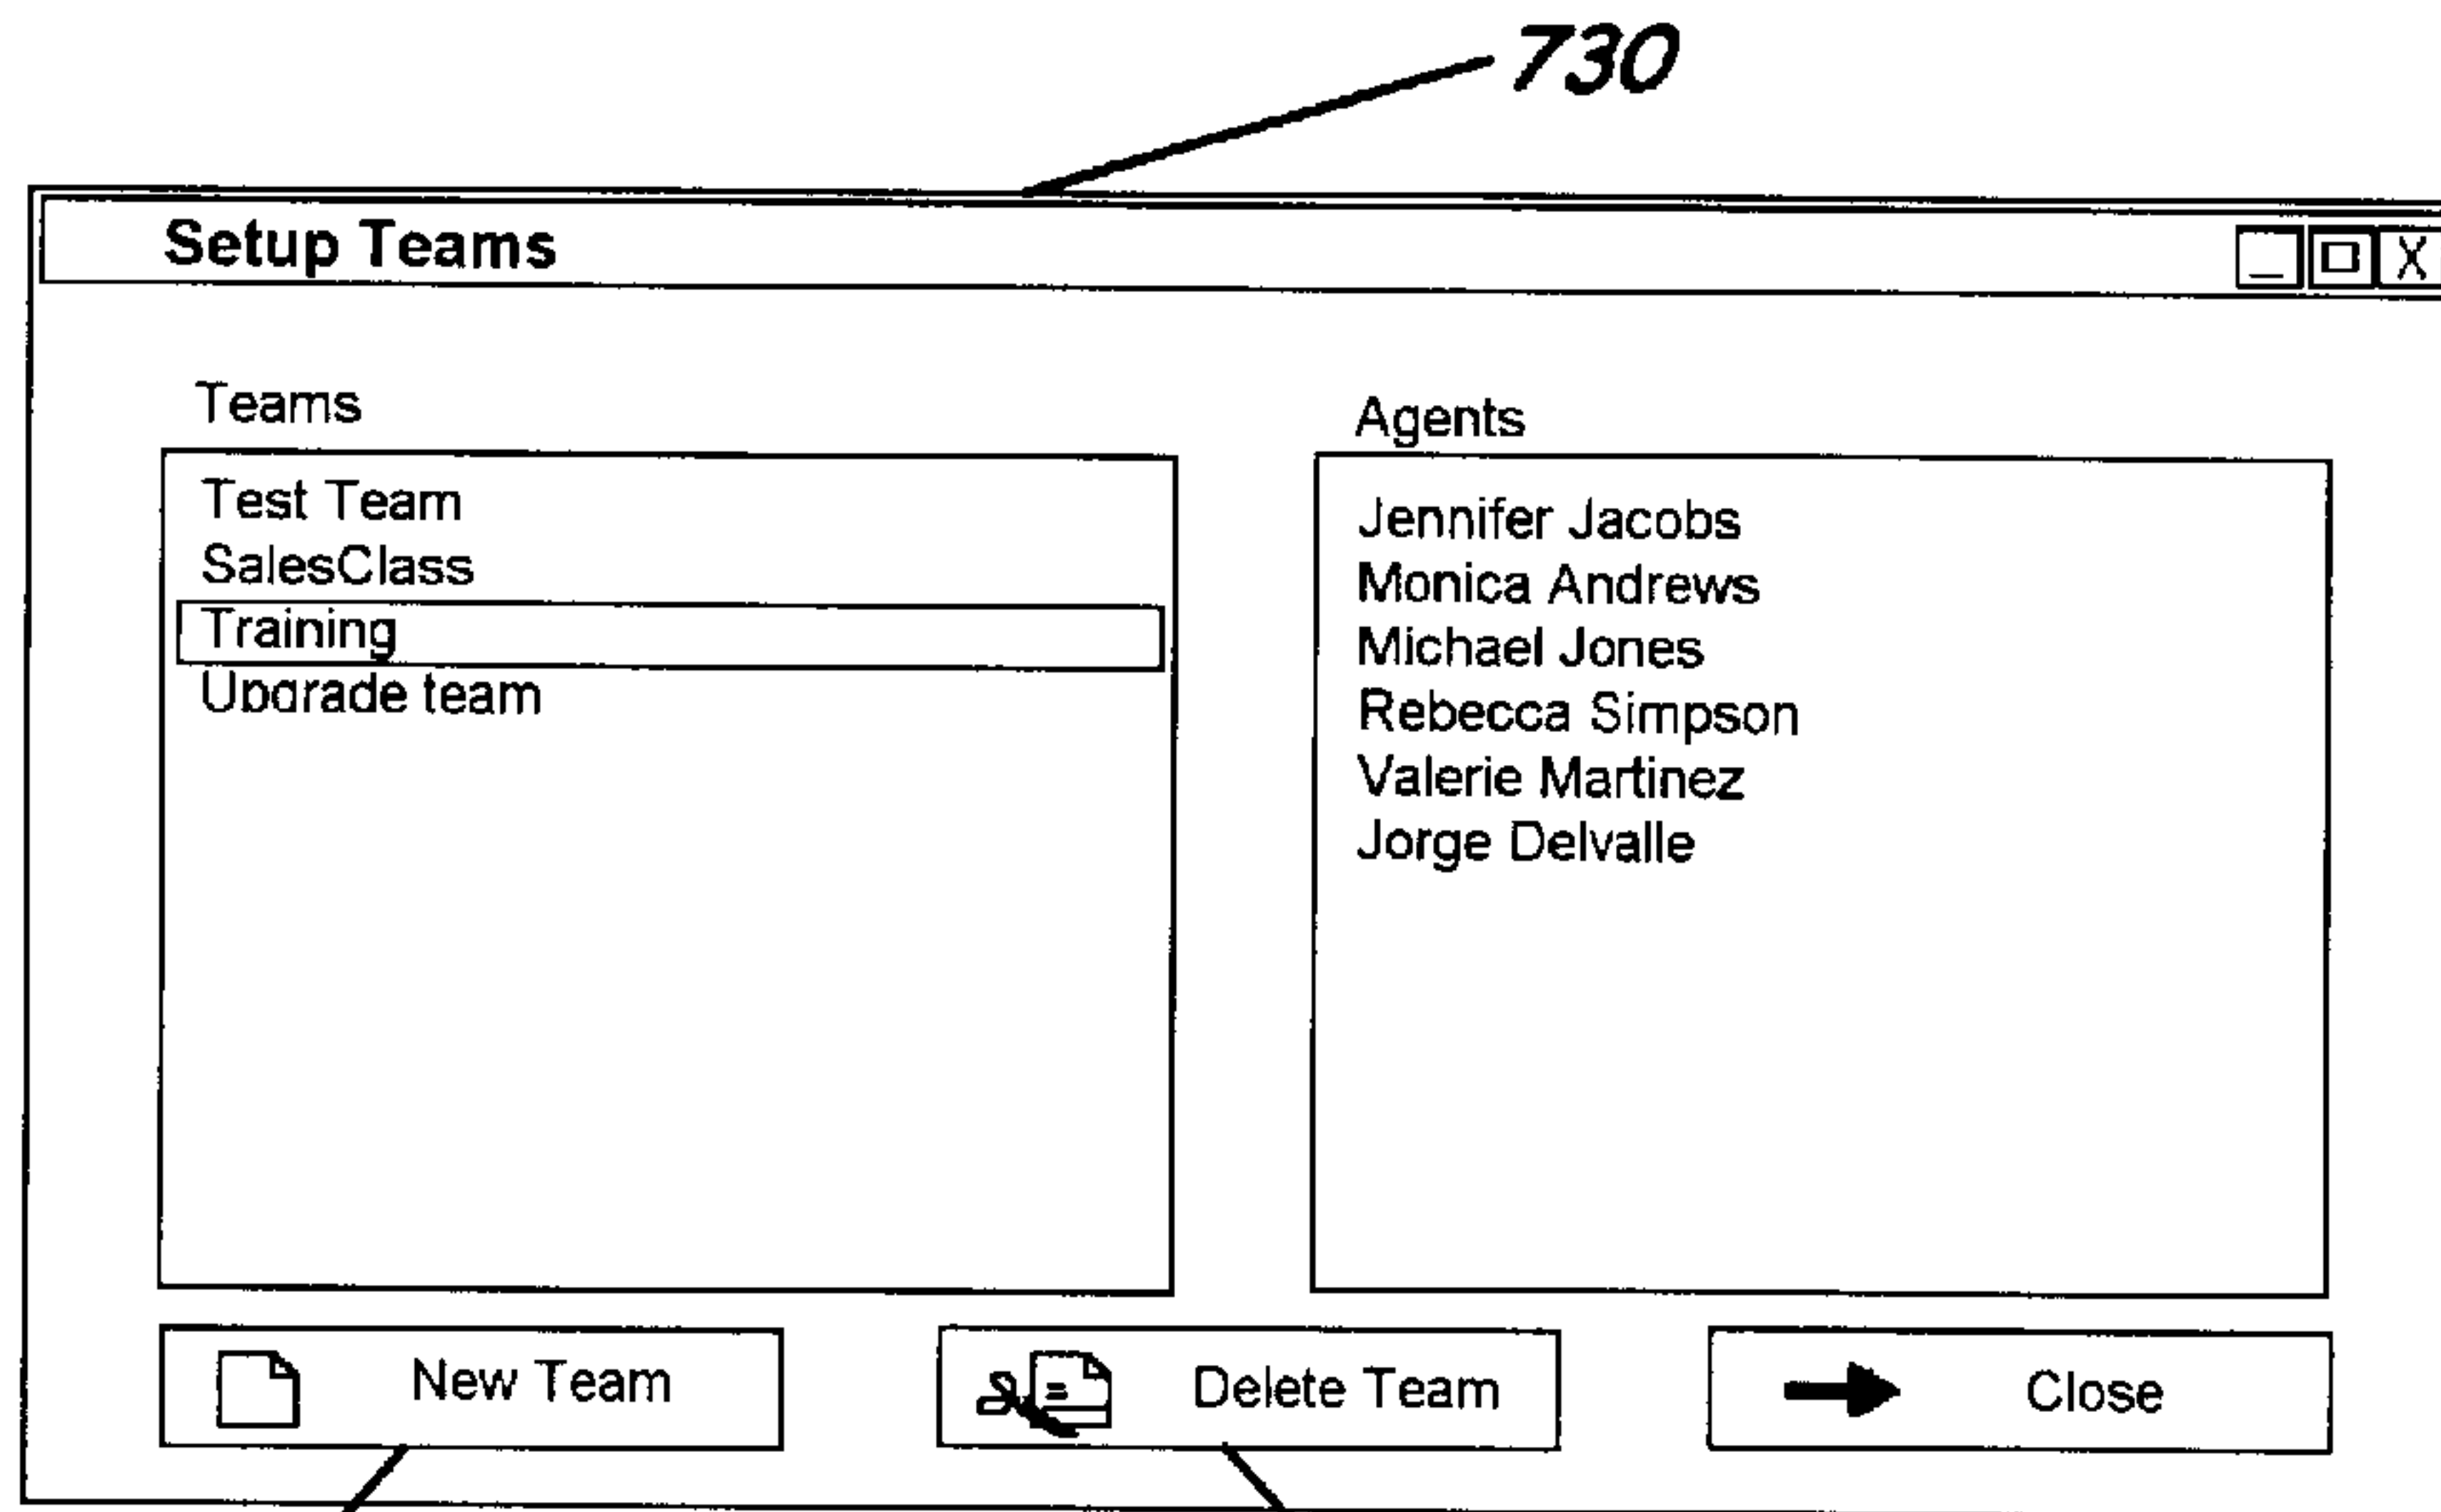 730
Setup Teams
Teams
Test Team
SalesClass
Training
Upgrade team
Agents
Jennifer Jacobs
Monica Andrews
Michael Jones
Rebecca Simpson
Valerie Martinez
Jorge Delvalle
New Team
Delete Team
Close